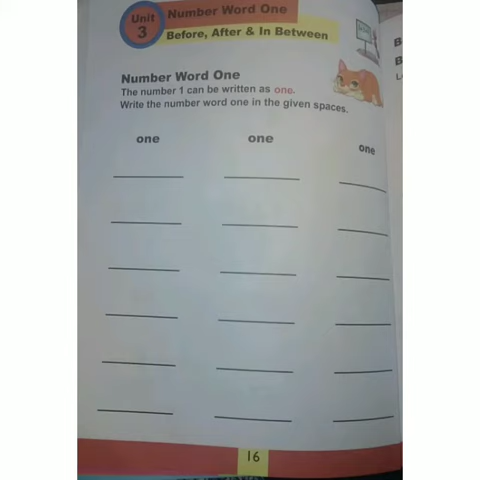 Unit
3
Number Word One
Before, After & In Between
Number Word One
The number 1 can be written as one.
Write the number word one in the given spaces.
one one one
16